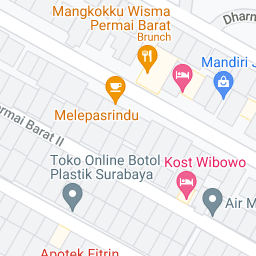 Mangkokku Wisma
Permai Barat
Brunch
Dharm
Mandiri J
Melepasrindu
rmai Barat II
Toko Online Botol
Plastik Surabaya
Kost Wibowo
Air M
Apotek Fitrin